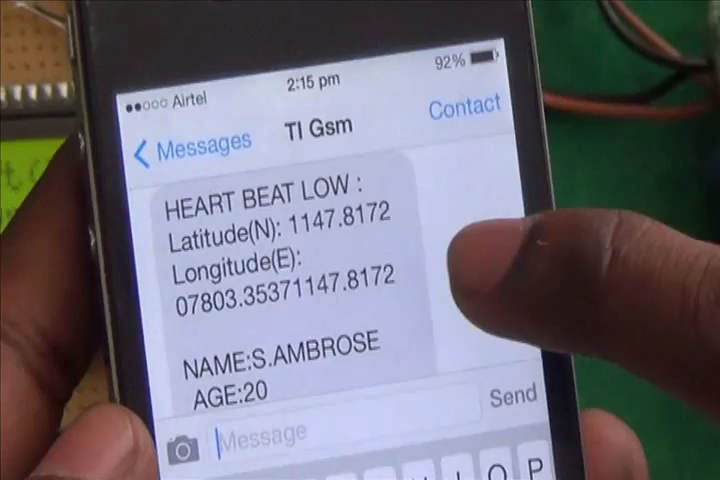 Airtel 2:15 pm 92%
Messages TI Gsm Contact
HEART BEAT LOW :
Latitude(N): 1147.8172
Longitude(E):
07803.35371147.8172
NAME:S.AMBROSE
AGE:20
Message Send
I O P